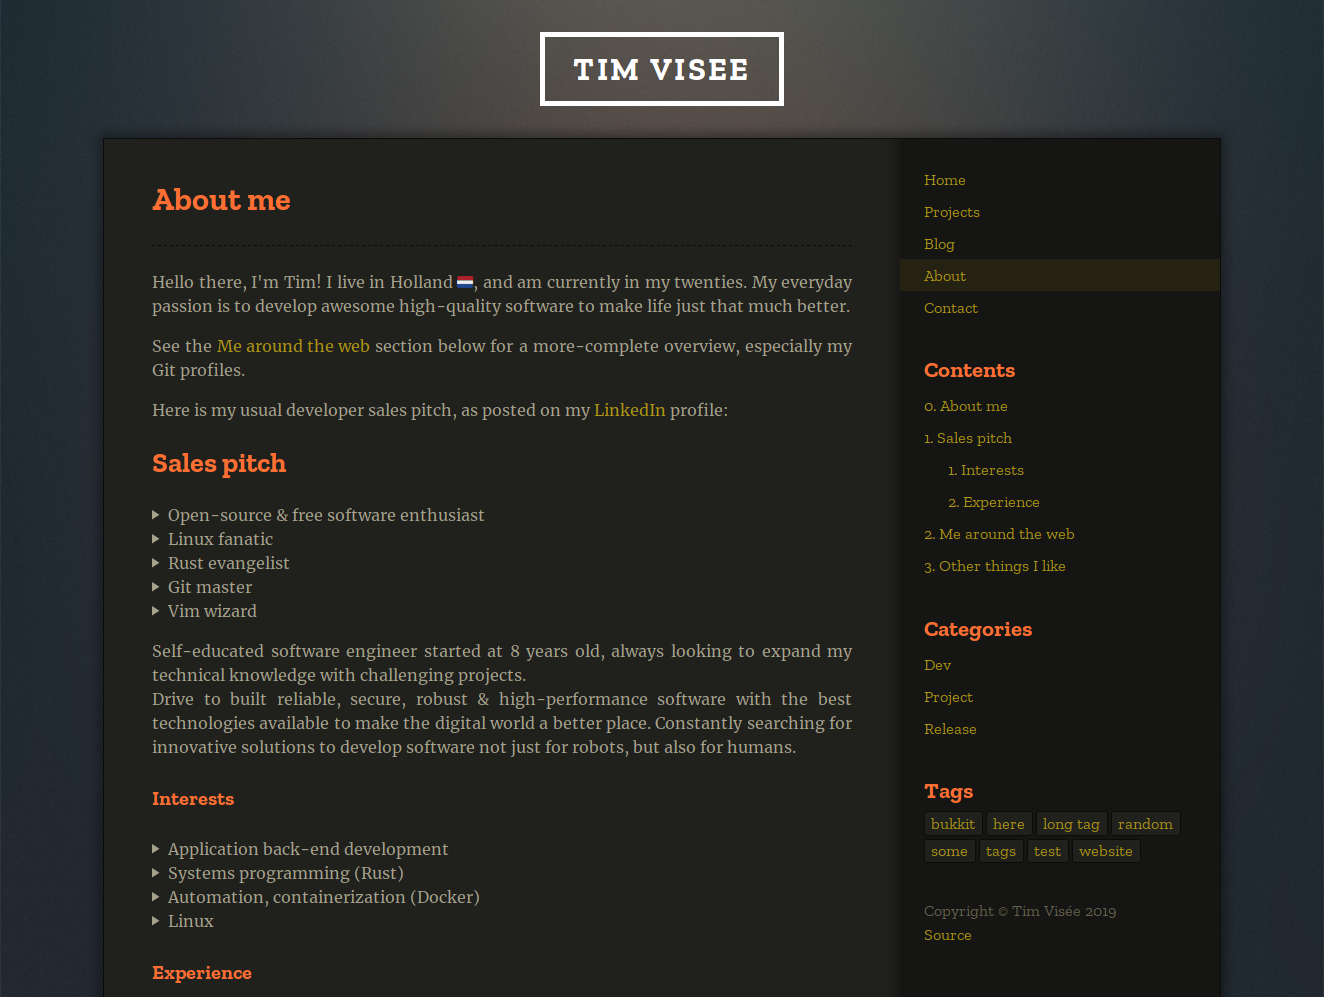 TIM VISEE
About me
Hello there, I'm Tim! I live in Holland 🇳🇱, and am currently in my twenties. My everyday
passion is to develop awesome high-quality software to make life just that much better.
See the Me around the web section below for a more-complete overview, especially my
Git profiles.
Here is my usual developer sales pitch, as posted on my LinkedIn profile:
Sales pitch
Open-source & free software enthusiast
Linux fanatic
Rust evangelist
Git master
Vim wizard
Self-educated software engineer started at 8 years old, always looking to expand my
technical knowledge with challenging projects.
Drive to built reliable, secure, robust & high-performance software with the best
technologies available to make the digital world a better place. Constantly searching for
innovative solutions to develop software not just for robots, but also for humans.
Interests
Application back-end development
Systems programming (Rust)
Automation, containerization (Docker)
Linux
Experience
Home
Projects
Blog
About
Contact
Contents
0. About me
1. Sales pitch
1. Interests
2. Experience
2. Me around the web
3. Other things I like
Categories
Dev
Project
Release
Tags
bukkit here long tag random
some tags test website
Copyright © Tim Visée 2019
Source